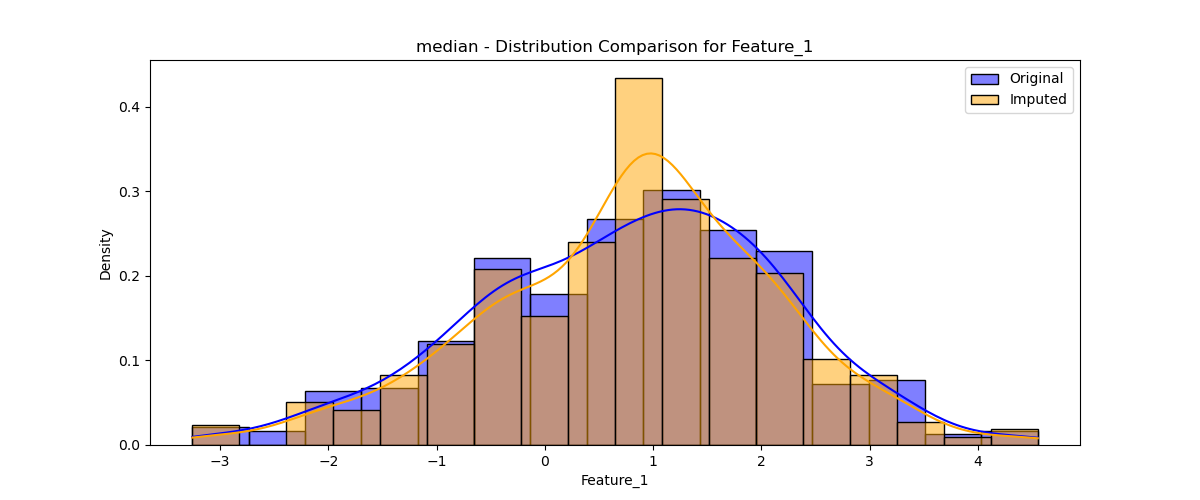 median - Distribution Comparison for Feature_1
Original
Imputed
Density
0.4
0.3
0.2
0.1
0.0
−3
−2
−1
0
1
2
3
4
Feature_1